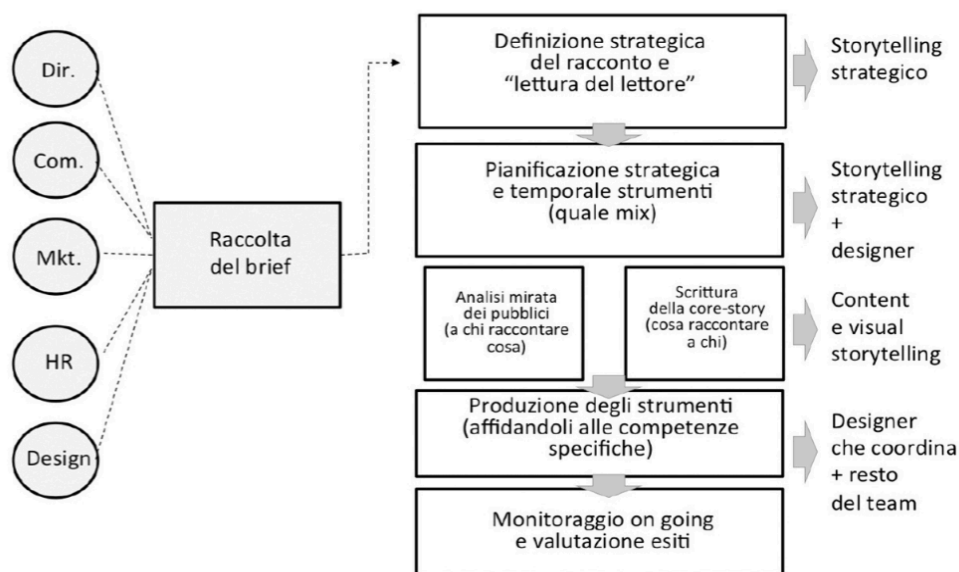 Dir.
Com.
Mkt.
HR
Design
Raccolta
del brief
Definizione strategica
del racconto e
“lettura del lettore”
Storytelling
strategico
Pianificazione strategica
e temporale strumenti
(quale mix)
Storytelling
strategico
+
designer
Analisi mirata
dei pubblici
(a chi raccontare
cosa)
Scrittura
della core-story
(cosa raccontare
a chi)
Content
e visual
storytelling
Produzione degli strumenti
(affidandoli alle competenze
specifiche)
Designer
che coordina
+ resto
del team
Monitoraggio on going
e valutazione esiti